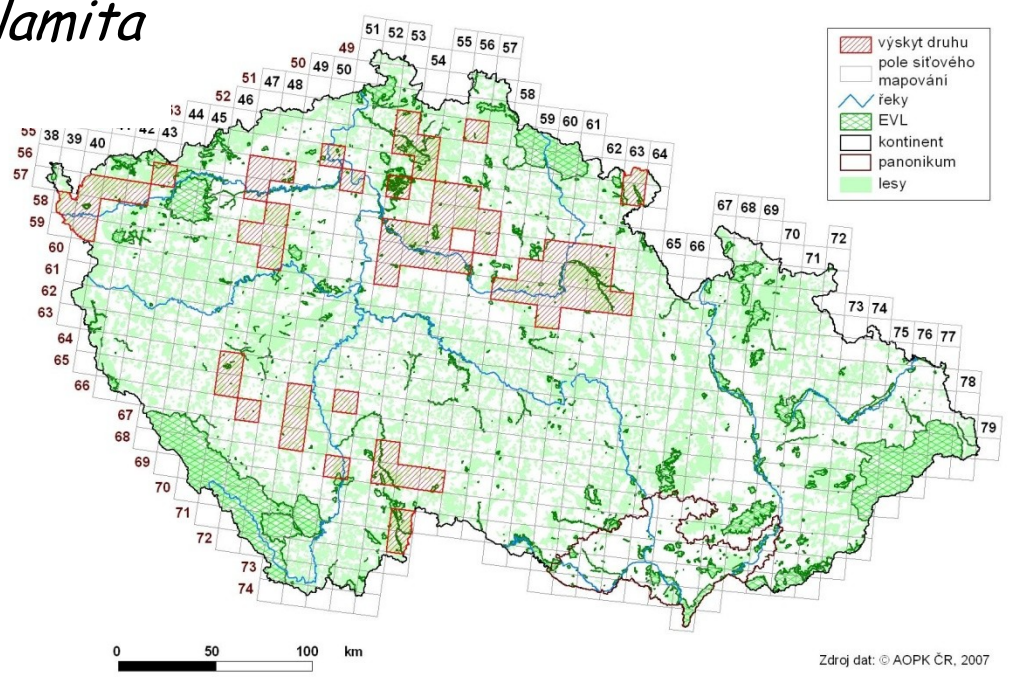 lamita
51 52 53
55 56 57
49
54
50 49 50
58
51 47 48
59 60 61
52 46
53 44 45
62 63 64
55 38 39 40 42 43
56
57
58
59
60
61
62
63
64
65
66
67
68
69
70
71
72
73
74
65 66
67 68 69
70
71
72
73 74
75 76 77
78
79
výskyt druhu
pole síťového
mapování
řeky
EVL
kontinent
panonikum
lesy
0 50 100 km
Zdroj dat: © AOPK ČR, 2007